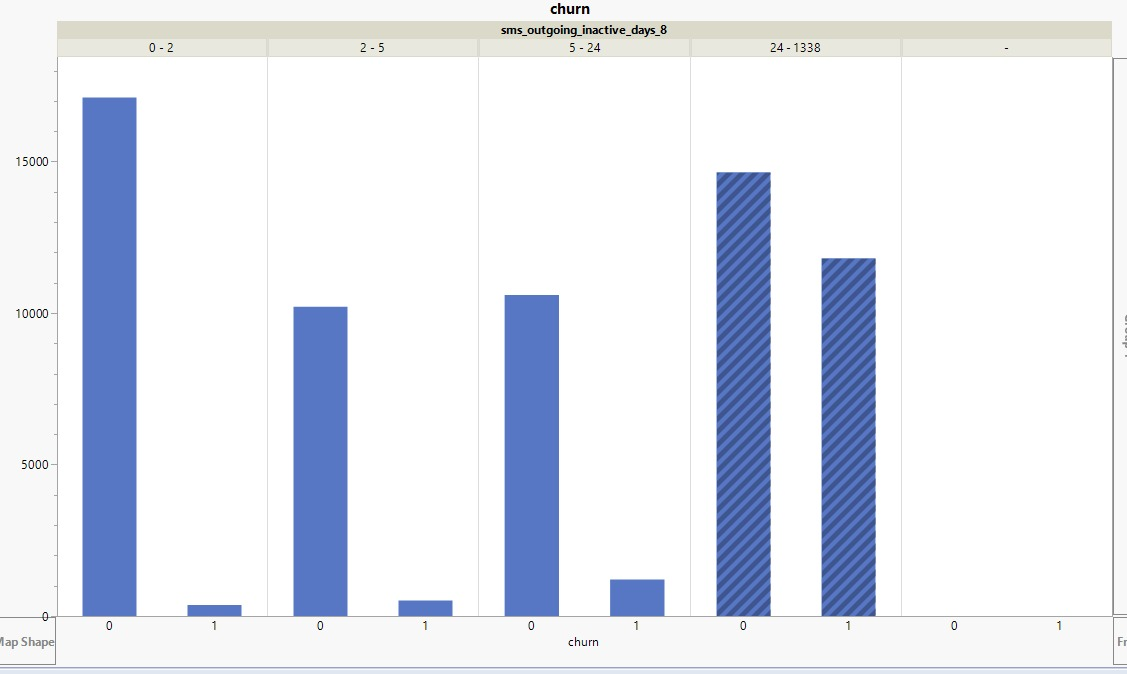 churn
sms_outgoing_inactive_days_8
0 - 2 2 - 5 5 - 24 24 - 1338 -
15000
10000
5000
0
0 1 0 1 0 1 0 1 0 1
Map Shape churn Fr